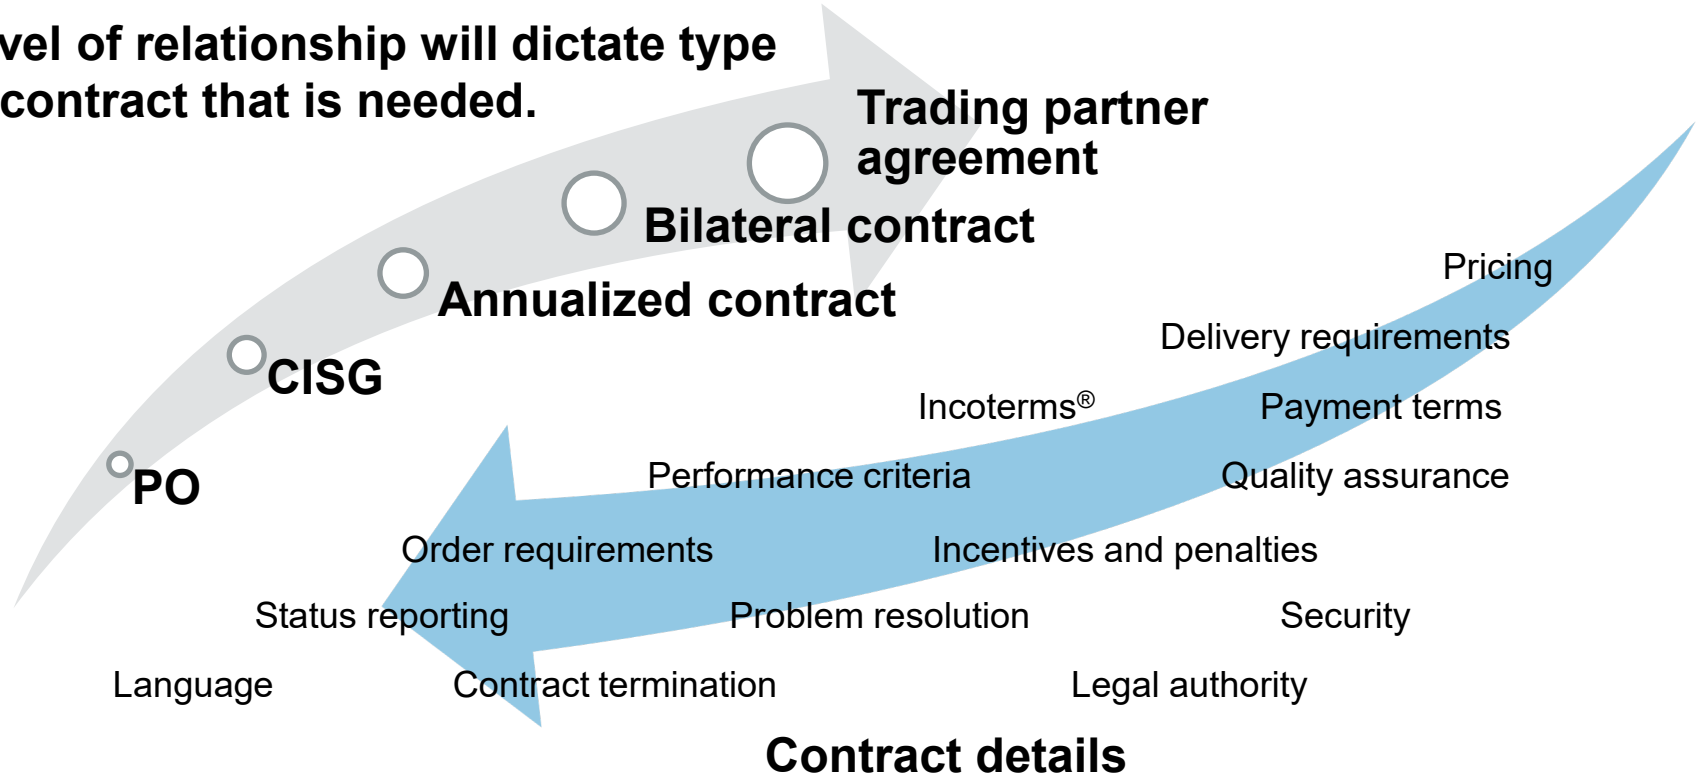 vel of relationship will dictate type
contract that is needed.
Trading partner
agreement
Bilateral contract
Annualized contract
CISG
PO
Pricing
Delivery requirements
Incoterms® Payment terms
Performance criteria Quality assurance
Order requirements Incentives and penalties
Status reporting Problem resolution Security
Language Contract termination Legal authority
Contract details